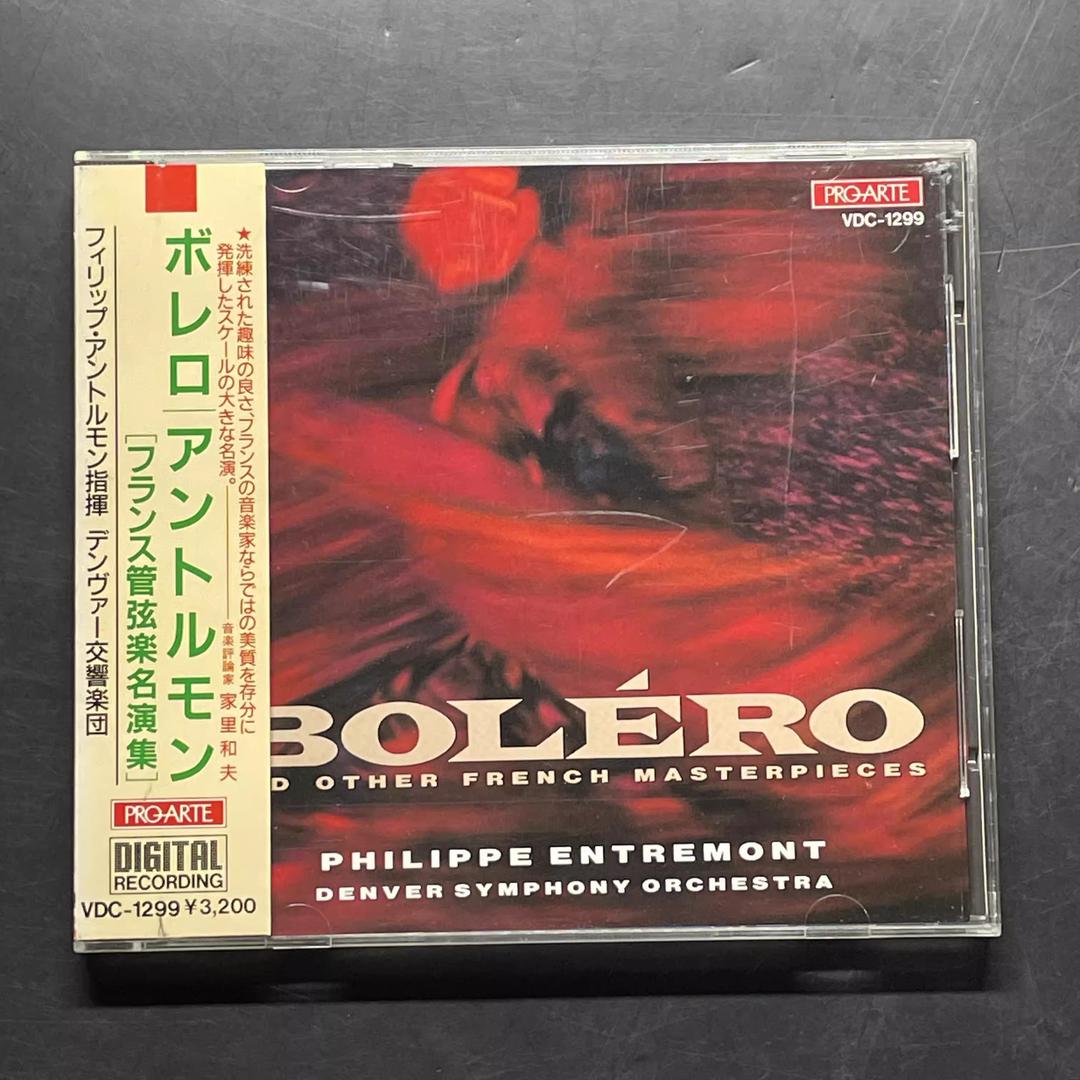 ★洗練された趣味の良さ、フランスの音楽家ならではの美質を存分に
発揮したスケールの大きな名演。
音楽評論家 家里和夫
ボレロ/アントルモン
[フランス管弦楽名演集]
フィリップ・アントルモン指揮 デンヴァー交響楽団
PRO-ARTE
DIGITAL
RECORDING
VDC-1299 ¥3,200
PRO-ARTE
VDC-1299
BOLÉRO
D OTHER FRENCH MASTERPIECES
PHILIPPE ENTREMONT
DENVER SYMPHONY ORCHESTRA